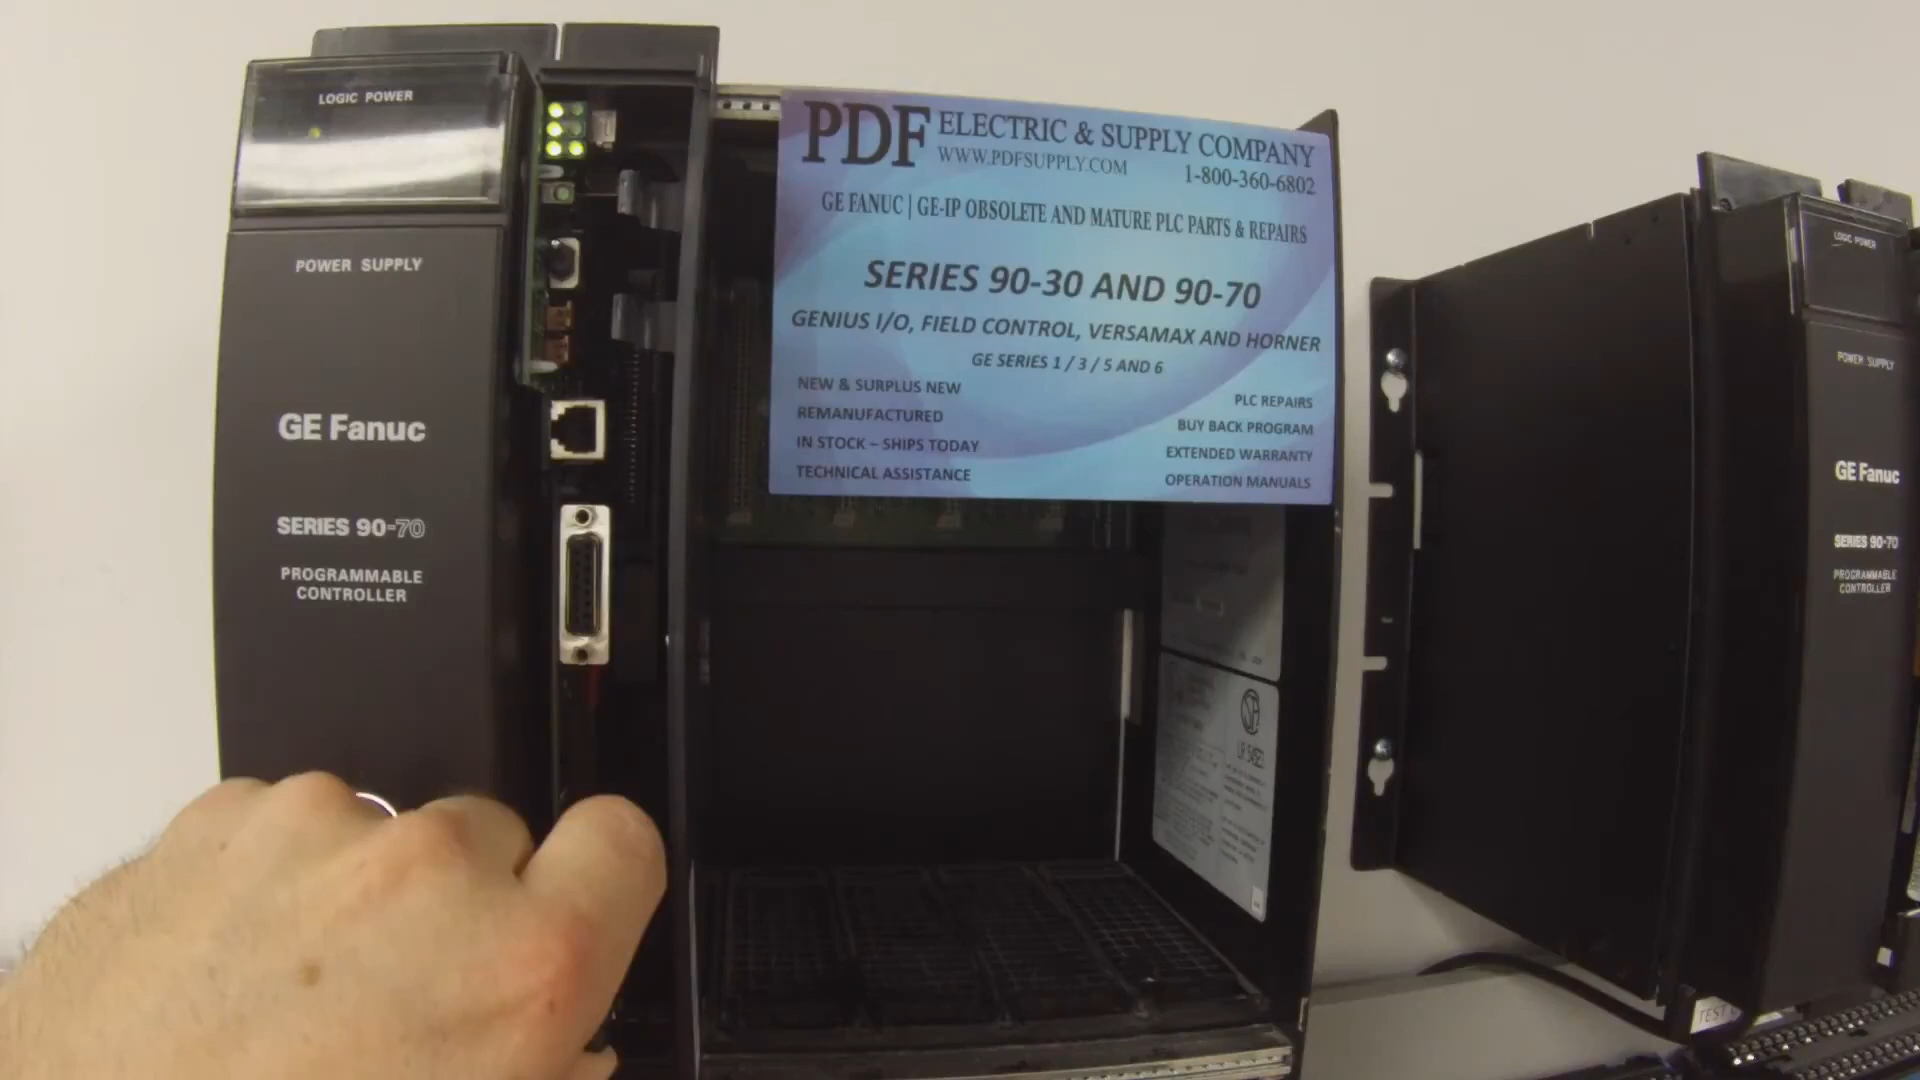 LOGIC POWER
POWER SUPPLY
GE Fanuc
SERIES 90-70
PROGRAMMABLE
CONTROLLER
PDF ELECTRIC & SUPPLY COMPANY
WWW.PDFSUPPLY.COM
1-800-360-6802
GE FANUC | GE-IP OBSOLETE AND MATURE PLC PARTS & REPAIRS
SERIES 90-30 AND 90-70
GENIUS I/O, FIELD CONTROL, VERSAMAX AND HORNER
GE SERIES 1 / 3 / 5 AND 6
NEW & SURPLUS NEW
REMANUFACTURED
IN STOCK – SHIPS TODAY
TECHNICAL ASSISTANCE
PLC REPAIRS
BUY BACK PROGRAM
EXTENDED WARRANTY
OPERATION MANUALS
LOGIC POWER
POWER SUPPLY
GE Fanuc
SERIES 90-70
PROGRAMMABLE
CONTROLLER
TEST